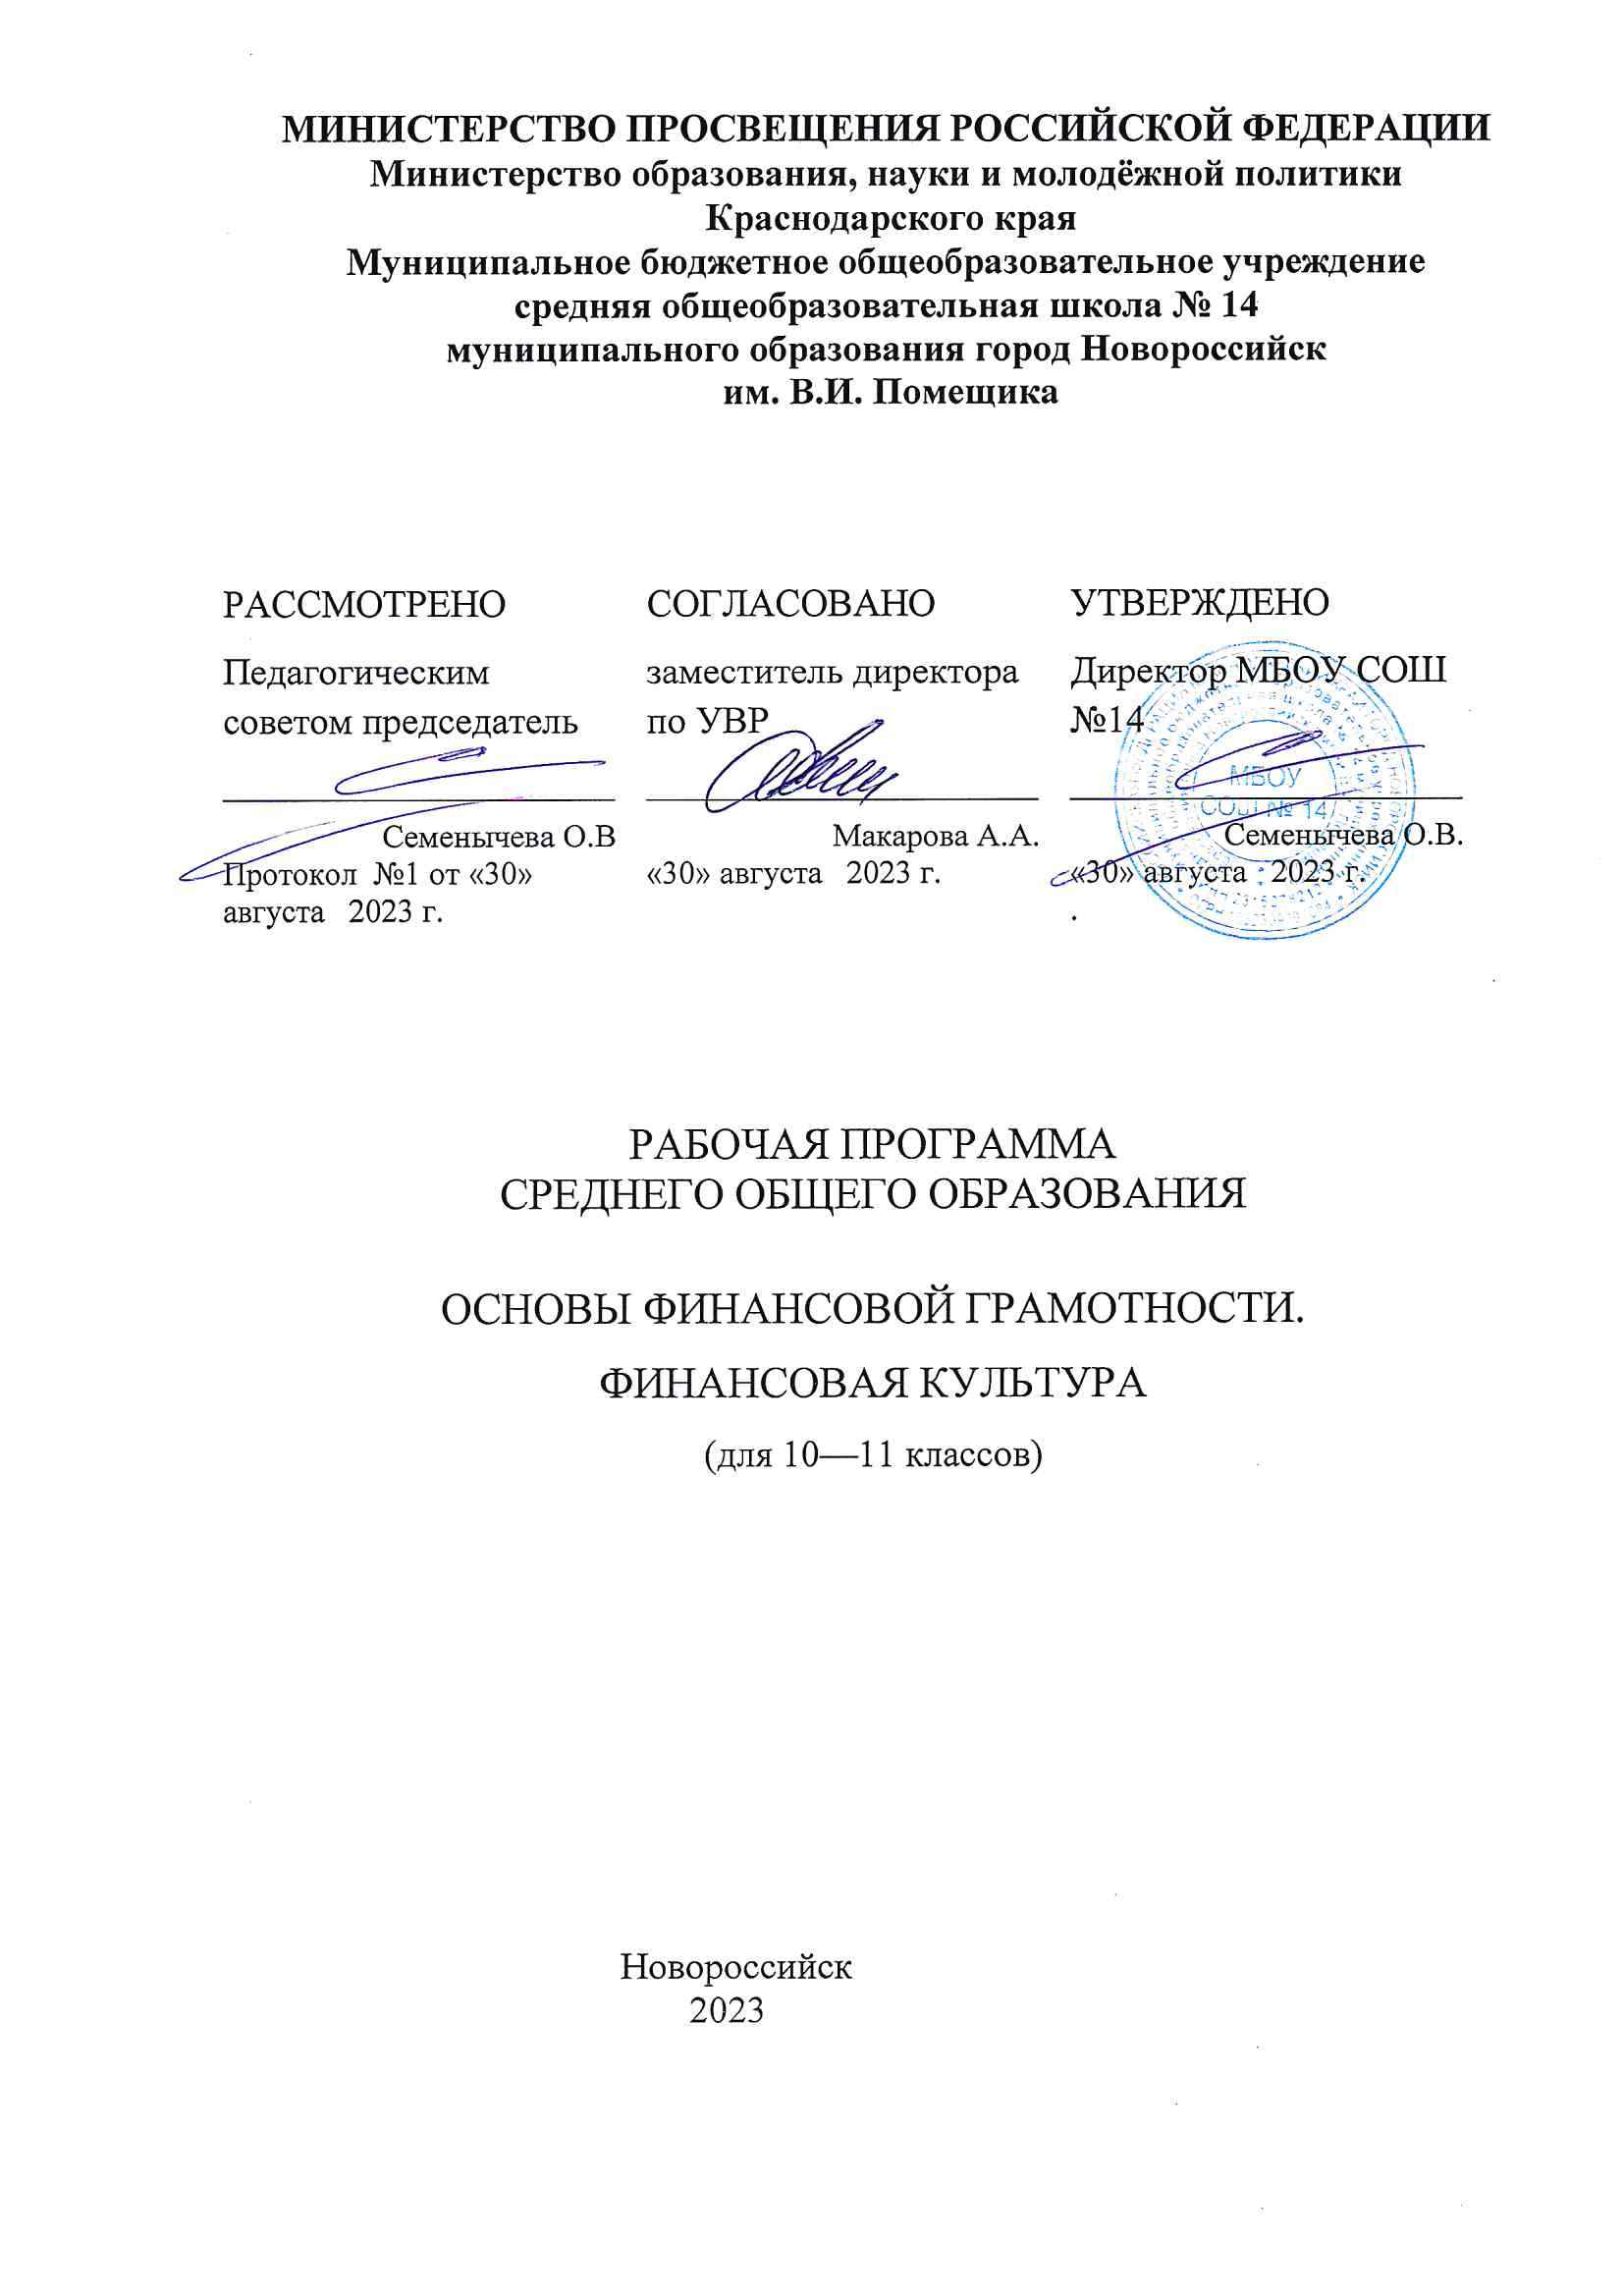 МИНИСТЕРСТВО ПРОСВЕЩЕНИЯ РОССИЙСКОЙ ФЕДЕРАЦИИ
Министерство образования, науки и молодёжной политики
Краснодарского края
Муниципальное бюджетное общеобразовательное учреждение
средняя общеобразовательная школа № 14
муниципального образования город Новороссийск
им. В.И. Помещика
РАССМОТРЕНО
Педагогическим
советом председатель
Семенычева О.В
Протокол №1 от «30»
августа 2023 г.
СОГЛАСОВАНО
заместитель директора
по УВР
Макарова А.А.
«30» августа 2023 г.
УТВЕРЖДЕНО
Директор МБОУ СОШ
№14
МБОУ
СОШ № 14
Семенычева О.В.
«30» августа 2023 г.
.
РАБОЧАЯ ПРОГРАММА
СРЕДНЕГО ОБЩЕГО ОБРАЗОВАНИЯ
ОСНОВЫ ФИНАНСОВОЙ ГРАМОТНОСТИ.
ФИНАНСОВАЯ КУЛЬТУРА
(для 10—11 классов)
Новороссийск
2023